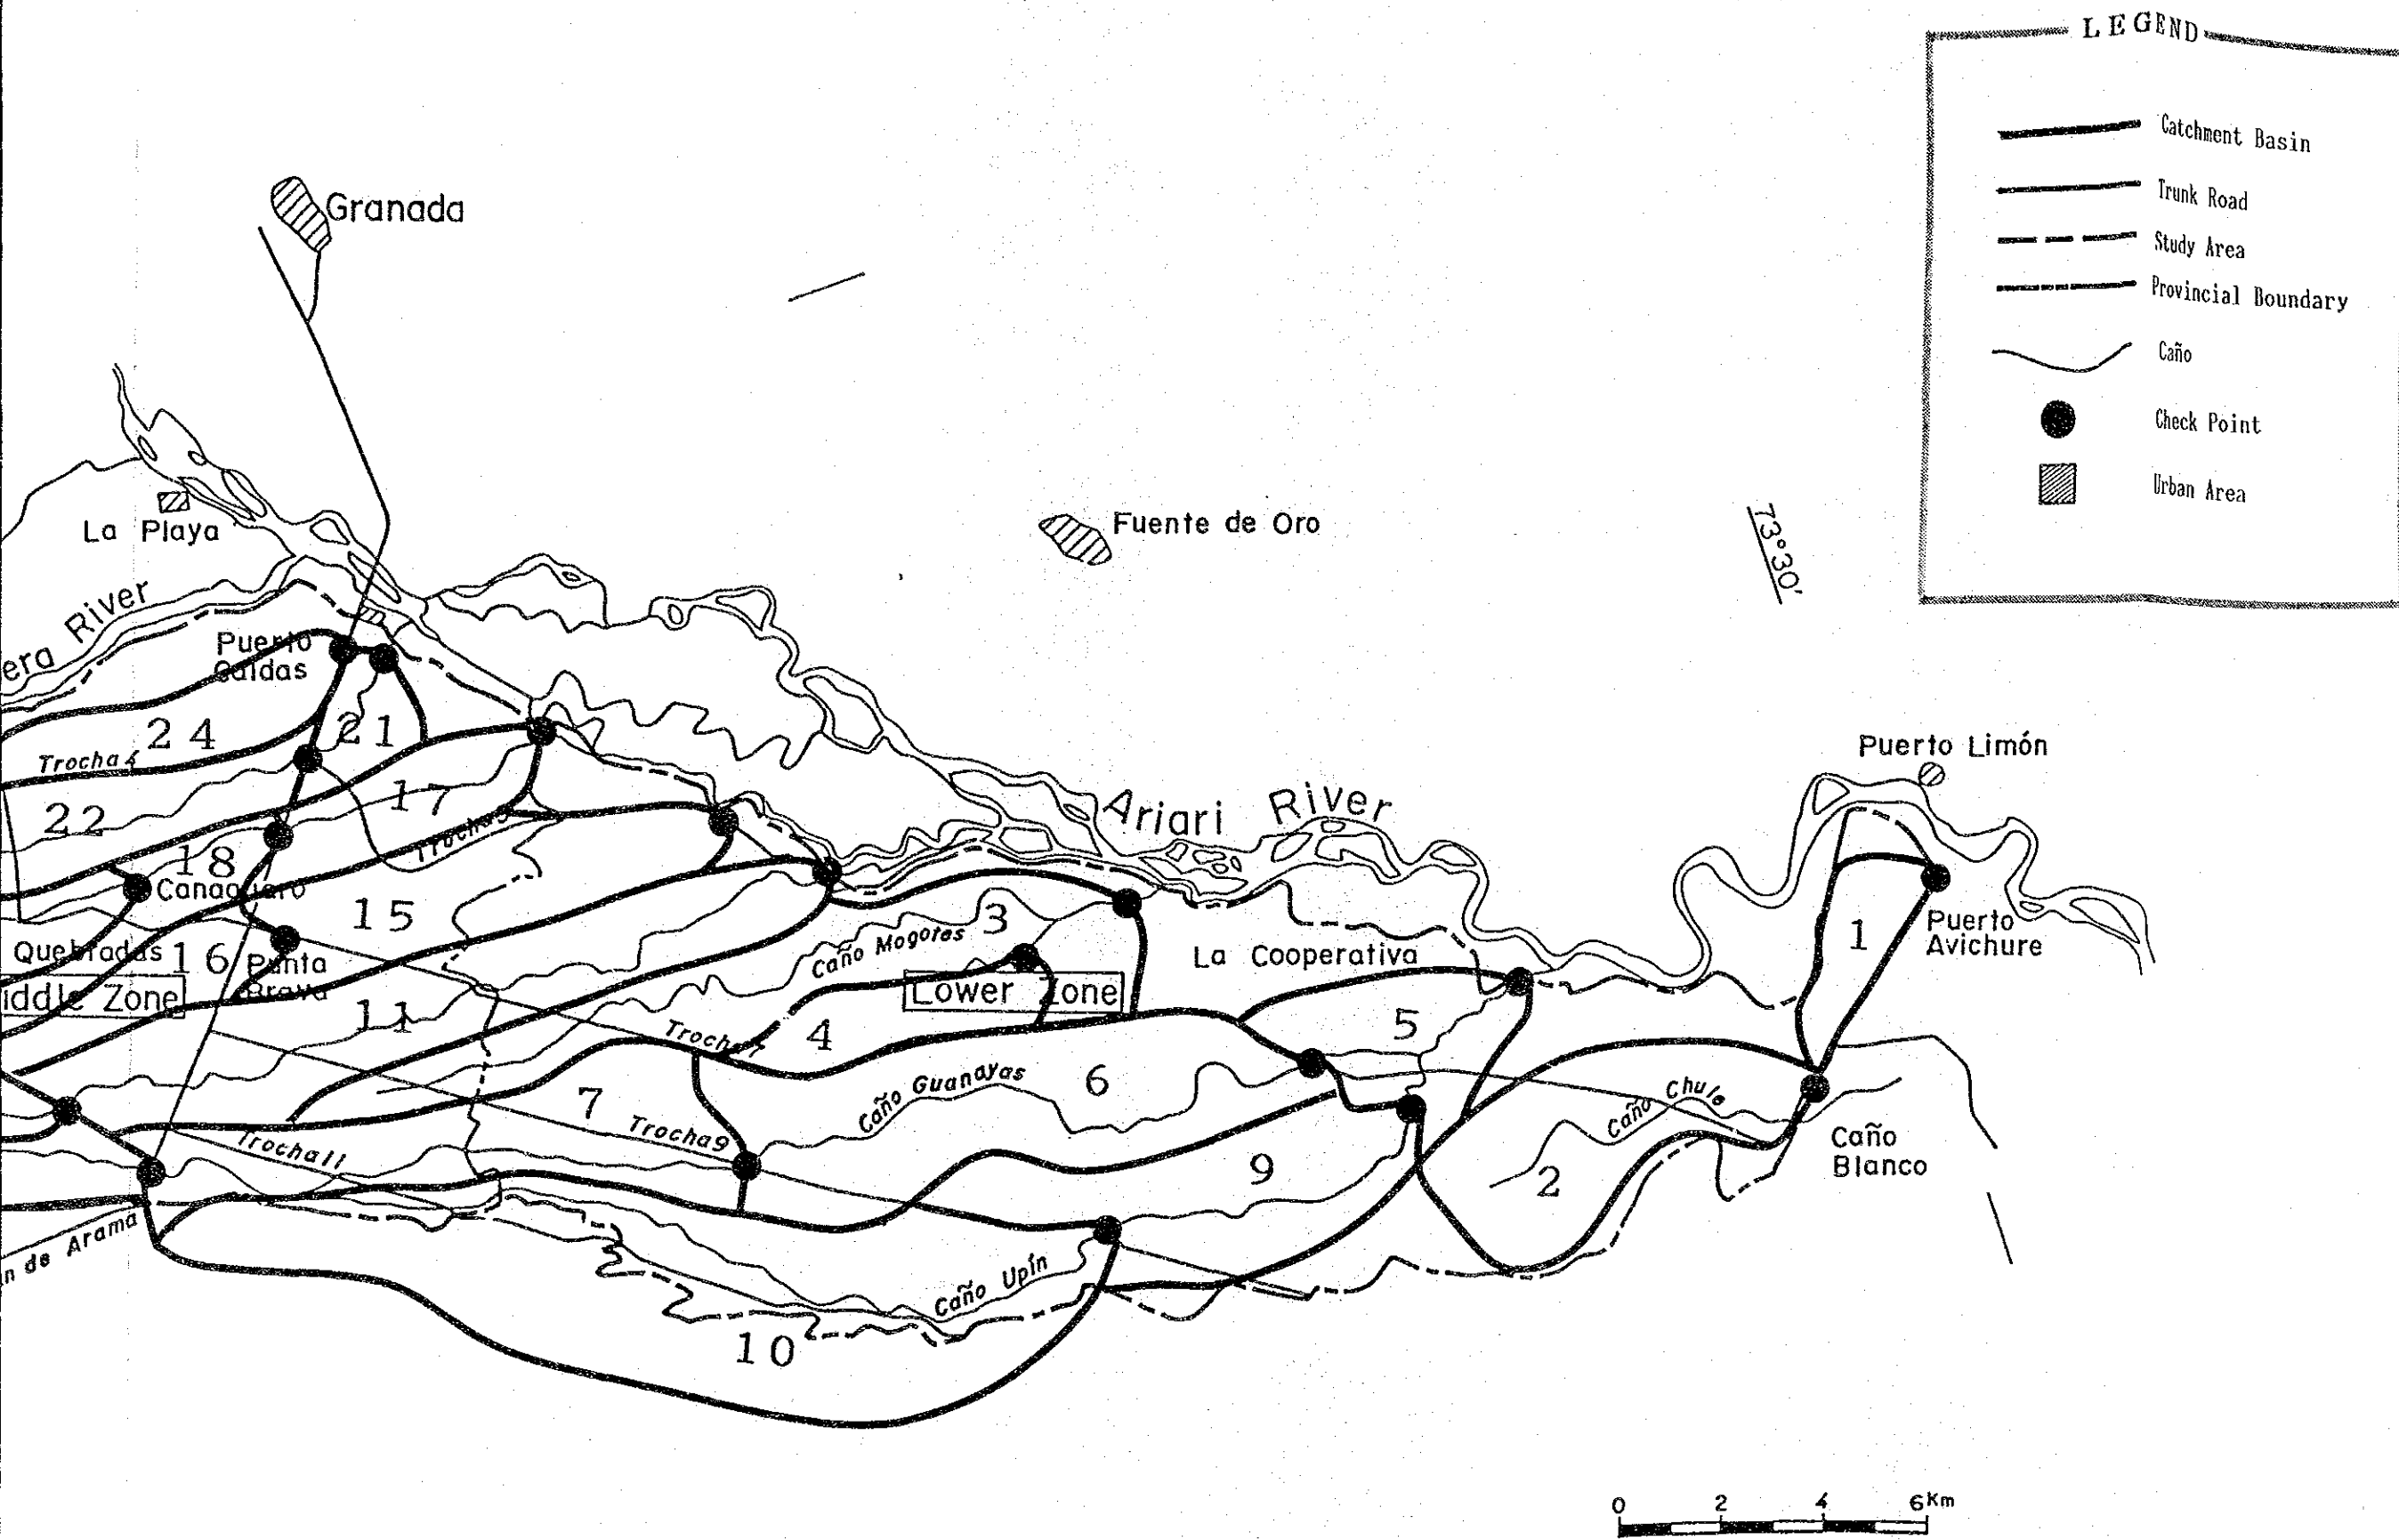 LEGEND
Catchment Basin
Trunk Road
Study Area
Provincial Boundary
Caño
Check Point
Urban Area
Granada
La Playa
Fuente de Oro
73°30'
River
Puerto
Caldas
24
21
Trocha 4
22
17
18
Canaguaro
15
Quebradas
16
Punta
Brava
Zone
11
Ariari River
Puerto Limón
1
Puerto
Avichure
3
Caño Mogotes
La Cooperativa
Lower Zone
4
Trocha 7
5
Caño Guanayas
6
7
Trocha 9
Trocha 11
Caño Chule
Caño
Blanco
9
2
de Arama
Caño Upín
10
0 2 4 6 Km